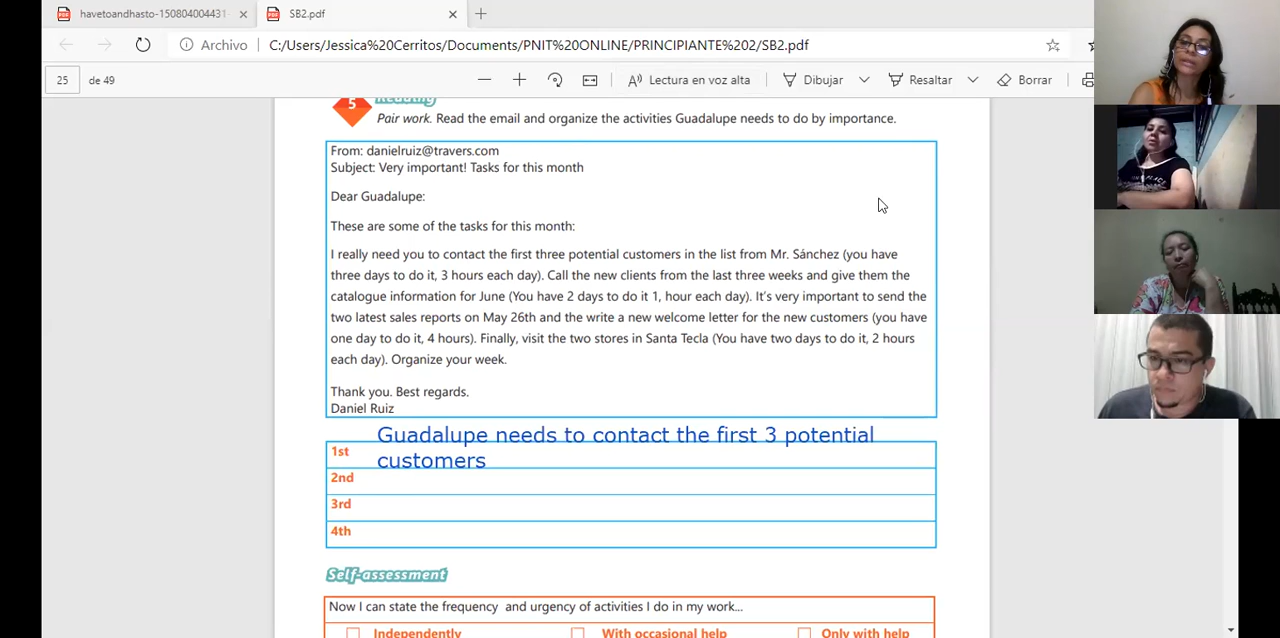 havetoandhasto-150804004431
SB2.pdf
Archivo
C:/Users/Jessica%20Cerritos/Documents/PNIT%20ONLINE/PRINCIPIANTE%202/SB2.pdf
25 de 49
Lectura en voz alta
Dibujar
Resaltar
Borrar
5 Reading
Pair work. Read the email and organize the activities Guadalupe needs to do by importance.
From: danielruiz@travers.com
Subject: Very important! Tasks for this month
Dear Guadalupe:
These are some of the tasks for this month:
I really need you to contact the first three potential customers in the list from Mr. Sánchez (you have
three days to do it, 3 hours each day). Call the new clients from the last three weeks and give them the
catalogue information for June (You have 2 days to do it 1, hour each day). It's very important to send the
two latest sales reports on May 26th and the write a new welcome letter for the new customers (you have
one day to do it, 4 hours). Finally, visit the two stores in Santa Tecla (You have two days to do it, 2 hours
each day). Organize your week.
Thank you. Best regards.
Daniel Ruiz
Guadalupe needs to contact the first 3 potential
customers
1st
2nd
3rd
4th
Self-assessment
Now I can state the frequency and urgency of activities I do in my work...
Independently
With occasional help
Only with help